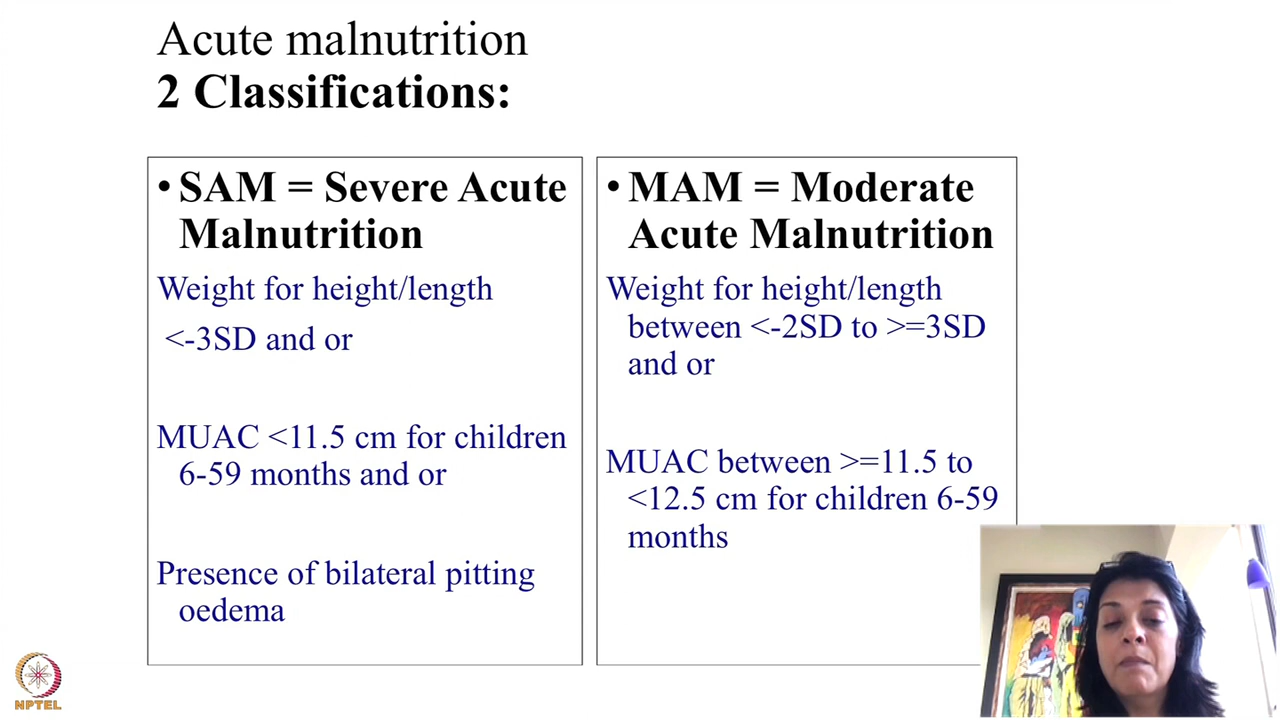 Acute malnutrition
2 Classifications:
• SAM = Severe Acute
Malnutrition
Weight for height/length
<-3SD and or
MUAC <11.5 cm for children
6-59 months and or
Presence of bilateral pitting
oedema
• MAM = Moderate
Acute Malnutrition
Weight for height/length
between <-2SD to >=3SD
and or
MUAC between >=11.5 to
<12.5 cm for children 6-59
months
NPTEL